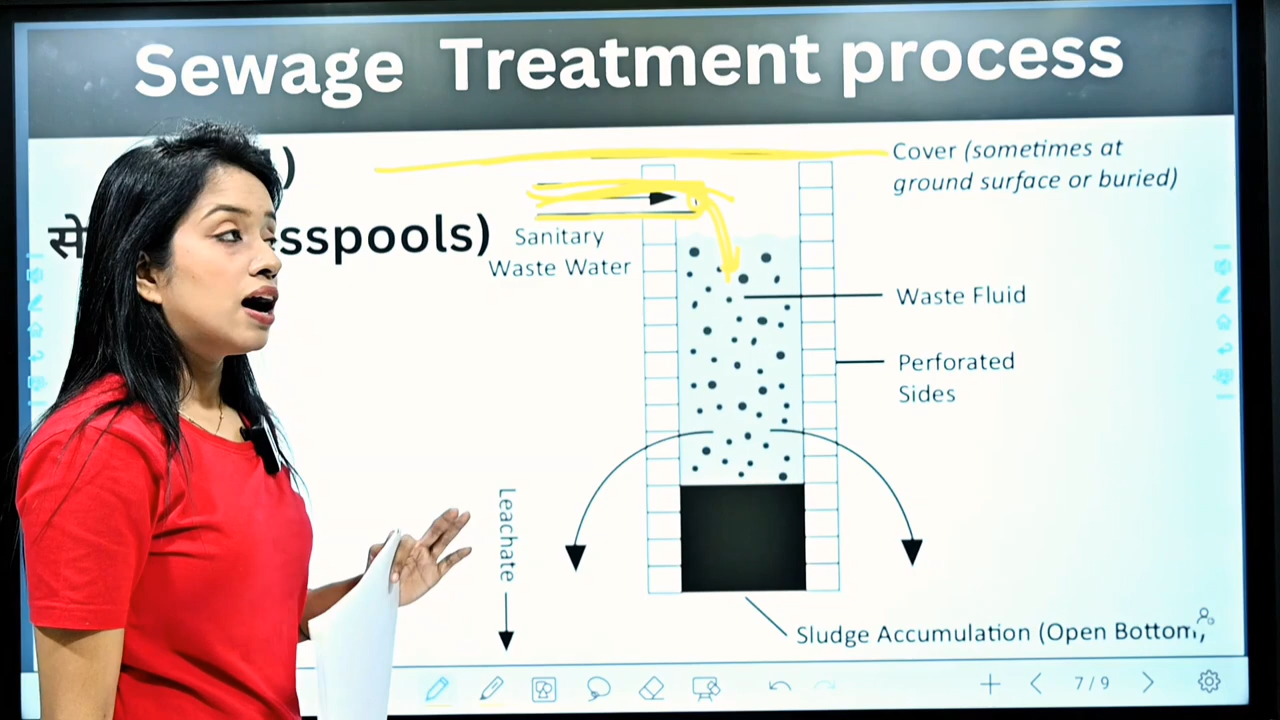 Sewage Treatment process
)
से sspools)
Cover (sometimes at
ground surface or buried)
Sanitary
Waste Water
Waste Fluid
Perforated
Sides
Leachate
Sludge Accumulation (Open Bottom)
7/9